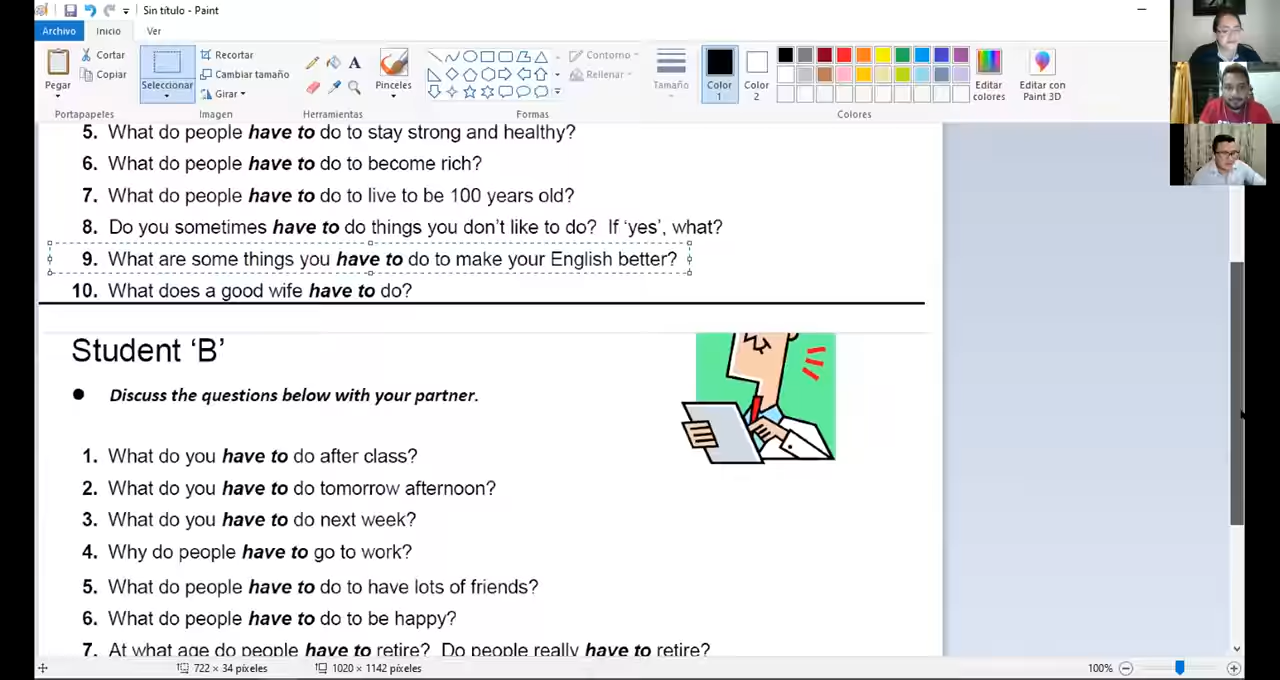 Sin título - Paint
Archivo Inicio Ver
Pegar
Cortar
Copiar
Portapapeles
Seleccionar
Recortar
Cambiar tamaño
Girar
Imagen
A
Herramientas
Pinceles
Contorno
Rellenar
Formas
Tamaño
Color 1
Color 2
Editar colores
Editar con Paint 3D
Colores
5. What do people have to do to stay strong and healthy?
6. What do people have to do to become rich?
7. What do people have to do to live to be 100 years old?
8. Do you sometimes have to do things you don't like to do? If 'yes', what?
9. What are some things you have to do to make your English better?
10. What does a good wife have to do?
Student 'B'
● Discuss the questions below with your partner.
1. What do you have to do after class?
2. What do you have to do tomorrow afternoon?
3. What do you have to do next week?
4. Why do people have to go to work?
5. What do people have to do to have lots of friends?
6. What do people have to do to be happy?
7. At what age do people have to retire? Do people really have to retire?
722 × 34 píxeles 1020 × 1142 píxeles 100%